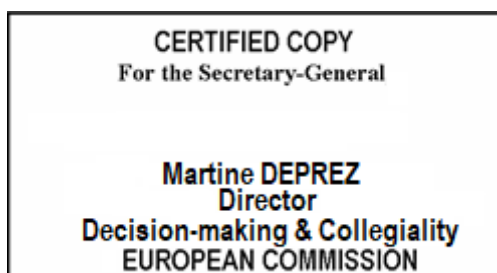 CERTIFIED COPY
For the Secretary-General
Martine DEPREZ
Director
Decision-making & Collegiality
EUROPEAN COMMISSION